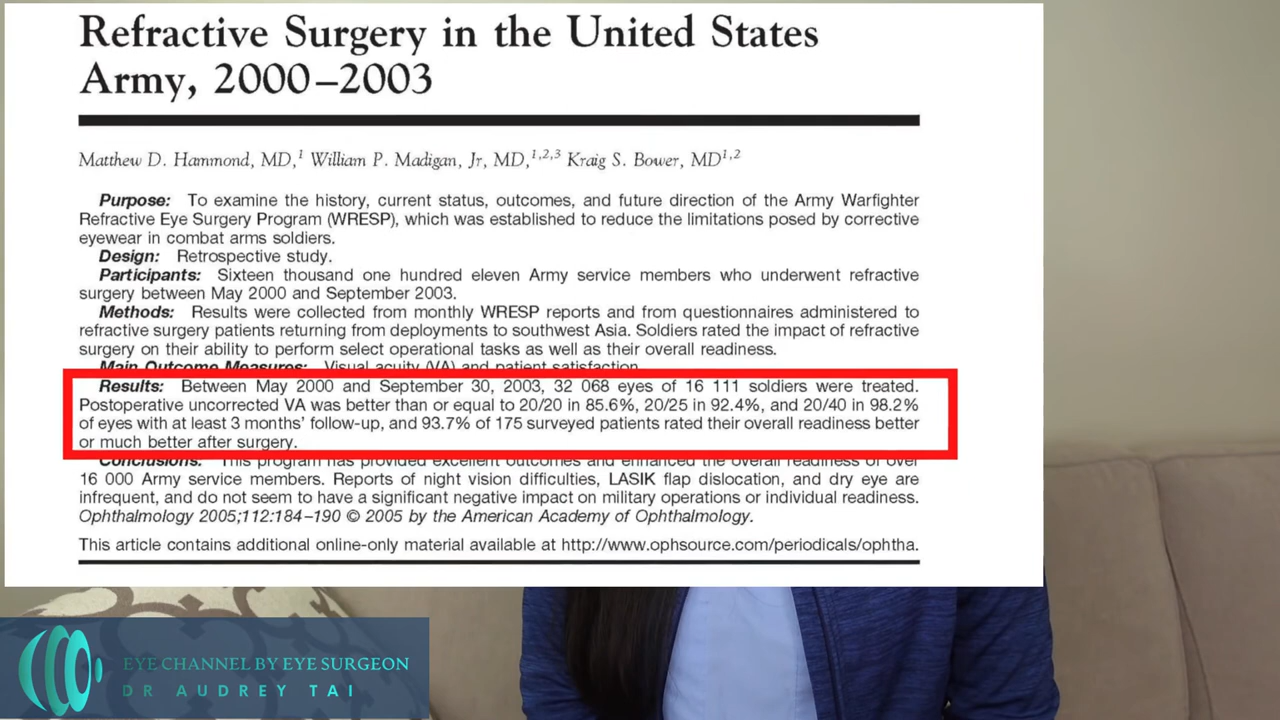 Refractive Surgery in the United States
Army, 2000–2003
Matthew D. Hammond, MD,¹ William P. Madigan, Jr, MD,¹,²,³ Kraig S. Bower, MD¹,²
Purpose: To examine the history, current status, outcomes, and future direction of the Army Warfighter
Refractive Eye Surgery Program (WRESP), which was established to reduce the limitations posed by corrective
eyewear in combat arms soldiers.
Design: Retrospective study.
Participants: Sixteen thousand one hundred eleven Army service members who underwent refractive
surgery between May 2000 and September 2003.
Methods: Results were collected from monthly WRESP reports and from questionnaires administered to
refractive surgery patients returning from deployments to southwest Asia. Soldiers rated the impact of refractive
surgery on their ability to perform select operational tasks as well as their overall readiness.
Main Outcome Measures: Visual acuity (VA) and patient satisfaction.
Results: Between May 2000 and September 30, 2003, 32 068 eyes of 16 111 soldiers were treated.
Postoperative uncorrected VA was better than or equal to 20/20 in 85.6%, 20/25 in 92.4%, and 20/40 in 98.2%
of eyes with at least 3 months' follow-up, and 93.7% of 175 surveyed patients rated their overall readiness better
or much better after surgery.
Conclusions: This program has provided excellent outcomes and enhanced the overall readiness of over
16 000 Army service members. Reports of night vision difficulties, LASIK flap dislocation, and dry eye are
infrequent, and do not seem to have a significant negative impact on military operations or individual readiness.
Ophthalmology 2005;112:184–190 © 2005 by the American Academy of Ophthalmology.
This article contains additional online-only material available at http://www.ophsource.com/periodicals/ophtha.
EYE CHANNEL BY EYE SURGEON
DR AUDREY TAI